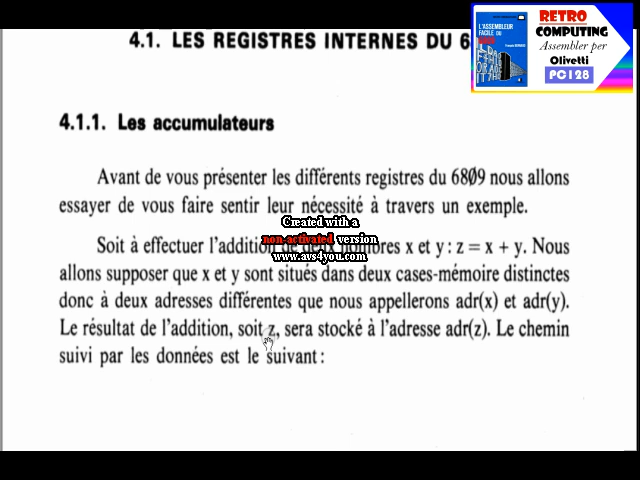 4.1. LES REGISTRES INTERNES DU 6
RETRO
COMPUTING
Assembler per
Olivetti
PC128
L'ASSEMBLEUR
FACILE DU
4.1.1. Les accumulateurs
Avant de vous présenter les différents registres du 68Ø9 nous allons
essayer de vous faire sentir leur nécessité à travers un exemple.
Soit à effectuer l'addition de deux nombres x et y : z = x + y. Nous
allons supposer que x et y sont situés dans deux cases-mémoire distinctes
donc à deux adresses différentes que nous appellerons adr(x) et adr(y).
Le résultat de l'addition, soit z, sera stocké à l'adresse adr(z). Le chemin
suivi par les données est le suivant :
Created with a
non-activated version
www.avs4you.com